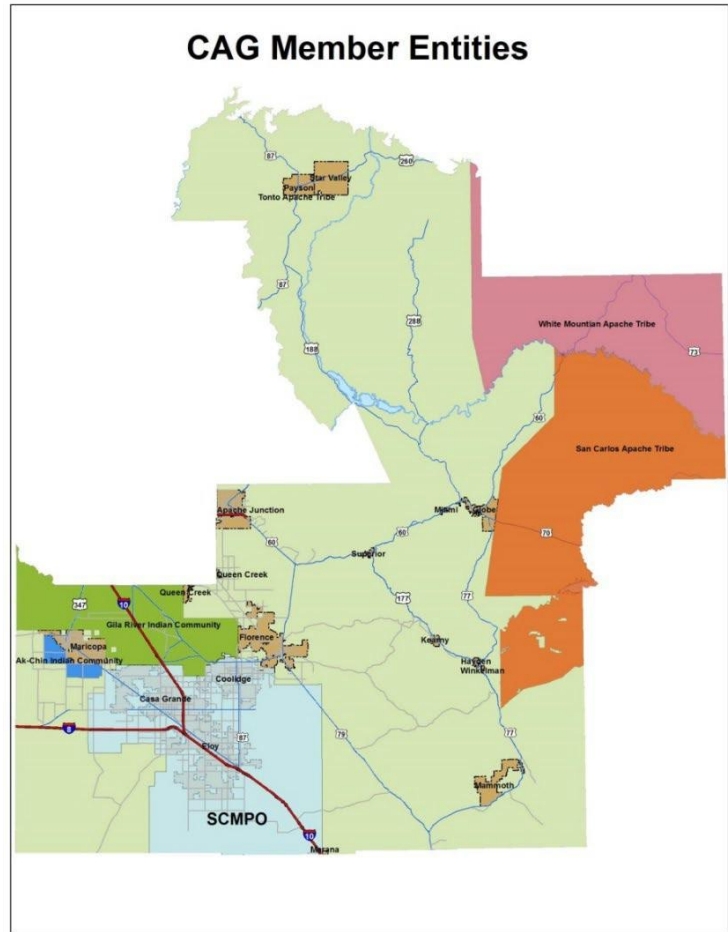 CAG Member Entities
87
260
Star Valley
Payson
Tonto Apache Tribe
87
288
188
White Mountian Apache Tribe
73
60
San Carlos Apache Tribe
Apache Junction
Miami
Globe
60
60
70
Superior
Queen Creek
Queen Creek
347
10
177
77
Gila River Indian Community
Florence
Kearny
Maricopa
Ak-Chin Indian Community
Hayden
Winkelman
Coolidge
Casa Grande
8
87
79
77
Eloy
Mammoth
SCMPO
10
Marana